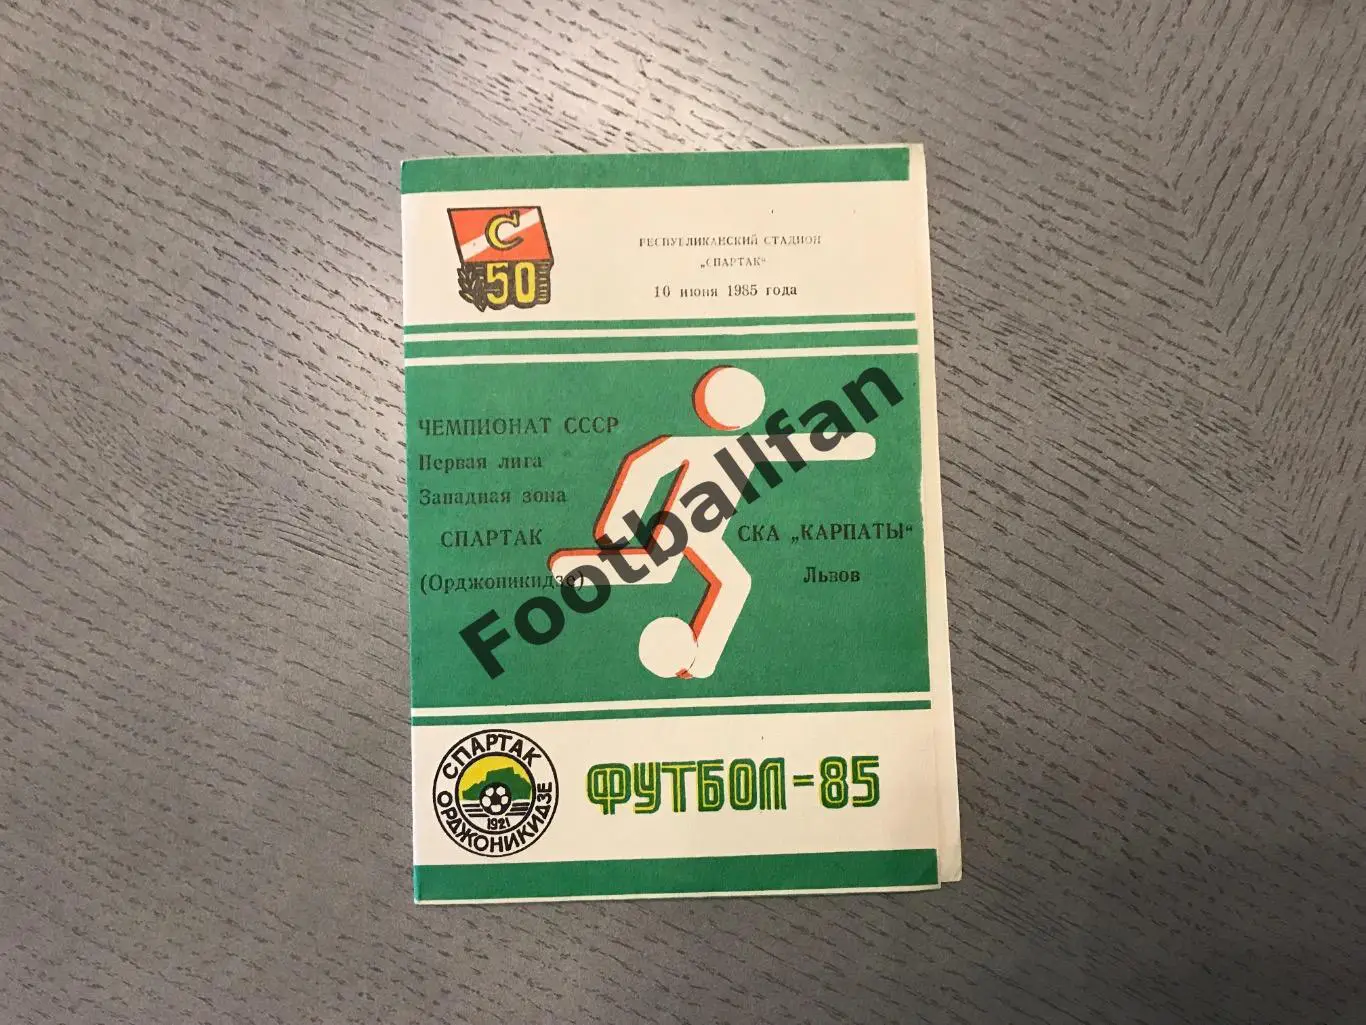 С
50
РЕСПУБЛИКАНСКИЙ СТАДИОН
„СПАРТАК“
10 июня 1985 года
ЧЕМПИОНАТ СССР
Первая лига
Западная зона
СПАРТАК
(Орджоникидзе)
СКА „КАРПАТЫ“
Львов
Footballfan
СПАРТАК
1921
ОРДЖОНИКИДЗЕ
ФУТБОЛ-85